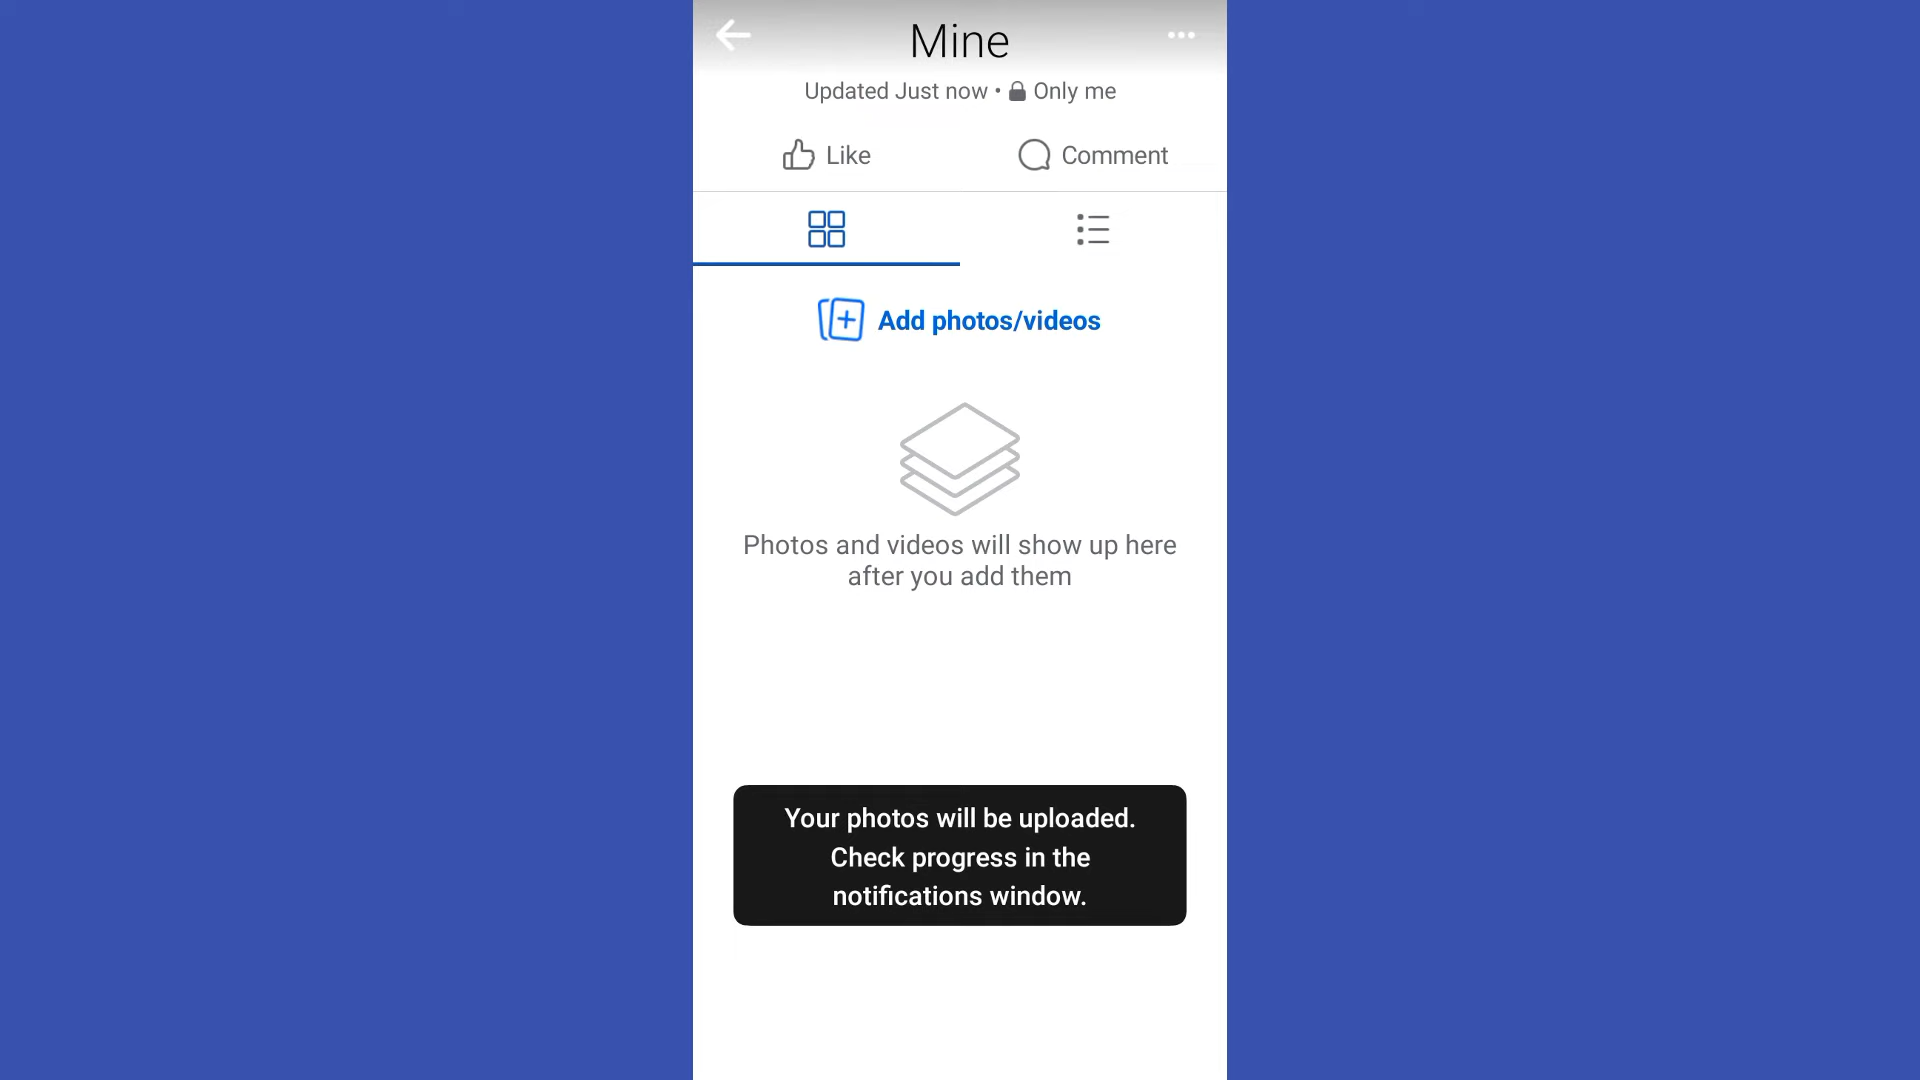 Mine
Updated Just now • Only me
Like
Comment
Add photos/videos
Photos and videos will show up here
after you add them
Your photos will be uploaded.
Check progress in the
notifications window.